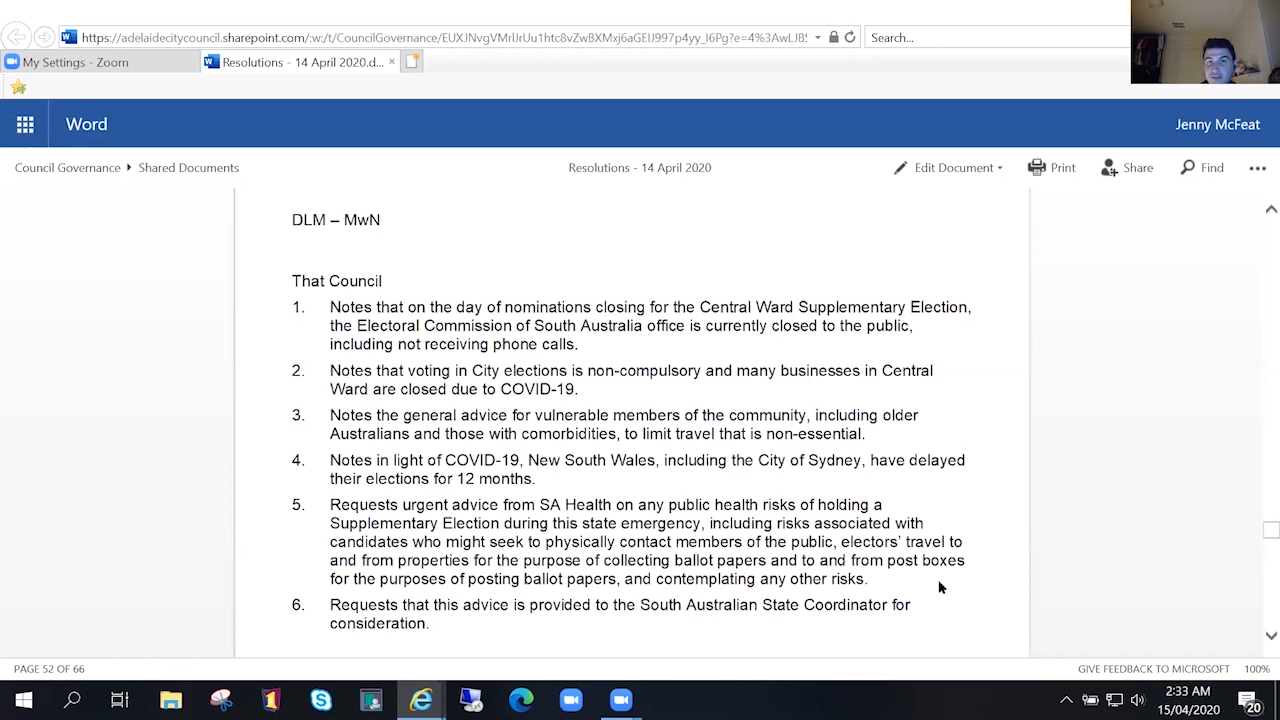 https://adelaidecitycouncil.sharepoint.com/:w:/t/CouncilGovernance/
Search...
My Settings - Zoom
Resolutions - 14 April 2020.d...
Word
Jenny McFeat
Council Governance
Shared Documents
Resolutions - 14 April 2020
Edit Document
Print
Share
Find
DLM – MwN
That Council
1. Notes that on the day of nominations closing for the Central Ward Supplementary Election,
the Electoral Commission of South Australia office is currently closed to the public,
including not receiving phone calls.
2. Notes that voting in City elections is non-compulsory and many businesses in Central
Ward are closed due to COVID-19.
3. Notes the general advice for vulnerable members of the community, including older
Australians and those with comorbidities, to limit travel that is non-essential.
4. Notes in light of COVID-19, New South Wales, including the City of Sydney, have delayed
their elections for 12 months.
5. Requests urgent advice from SA Health on any public health risks of holding a
Supplementary Election during this state emergency, including risks associated with
candidates who might seek to physically contact members of the public, electors’ travel to
and from properties for the purpose of collecting ballot papers and to and from post boxes
for the purposes of posting ballot papers, and contemplating any other risks.
6. Requests that this advice is provided to the South Australian State Coordinator for
consideration.
PAGE 52 OF 66
GIVE FEEDBACK TO MICROSOFT
100%
2:33 AM
15/04/2020
20